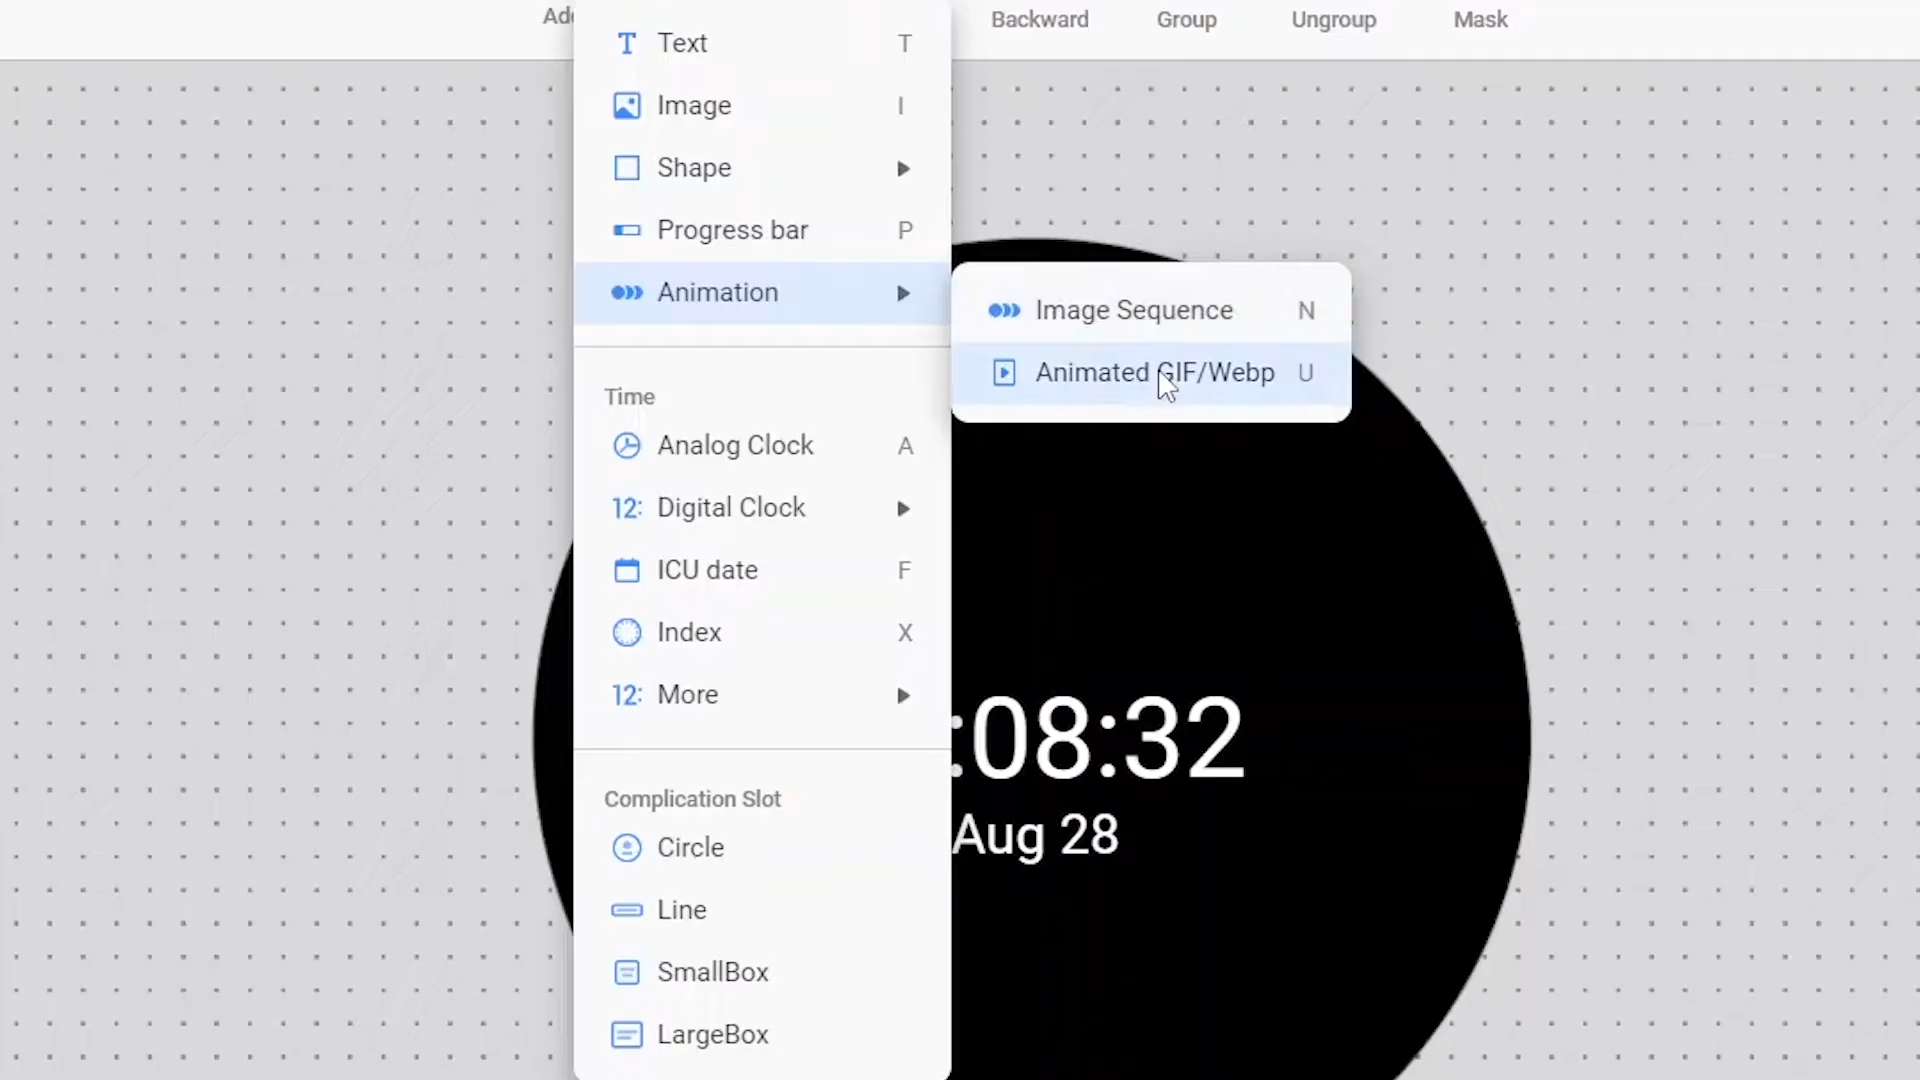 Backward
Group
Ungroup
Mask
Text T
Image I
Shape
Progress bar P
Animation
Image Sequence N
Animated GIF/Webp U
Time
Analog Clock A
12: Digital Clock
ICU date F
Index X
12: More
:08:32
Aug 28
Complication Slot
Circle
Line
SmallBox
LargeBox